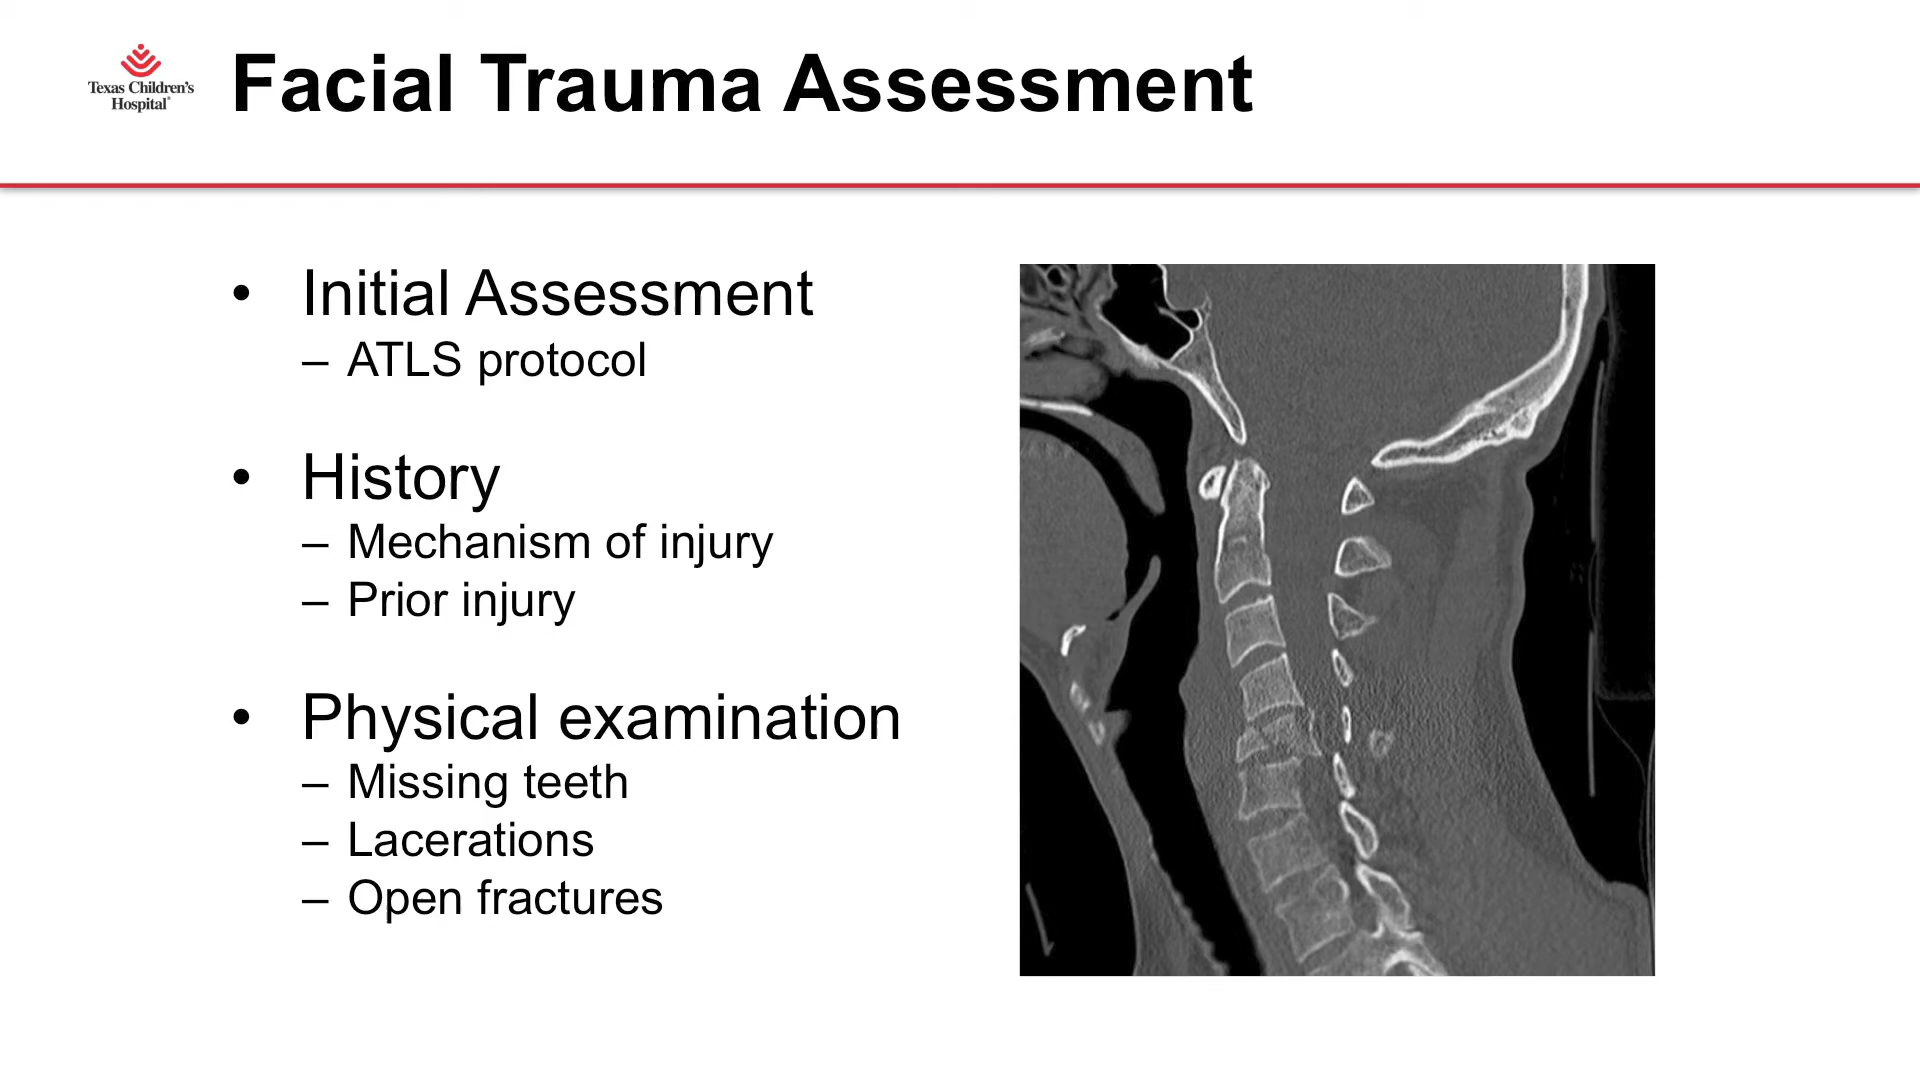 Texas Children's
Hospital®
Facial Trauma Assessment
• Initial Assessment
– ATLS protocol
• History
– Mechanism of injury
– Prior injury
• Physical examination
– Missing teeth
– Lacerations
– Open fractures